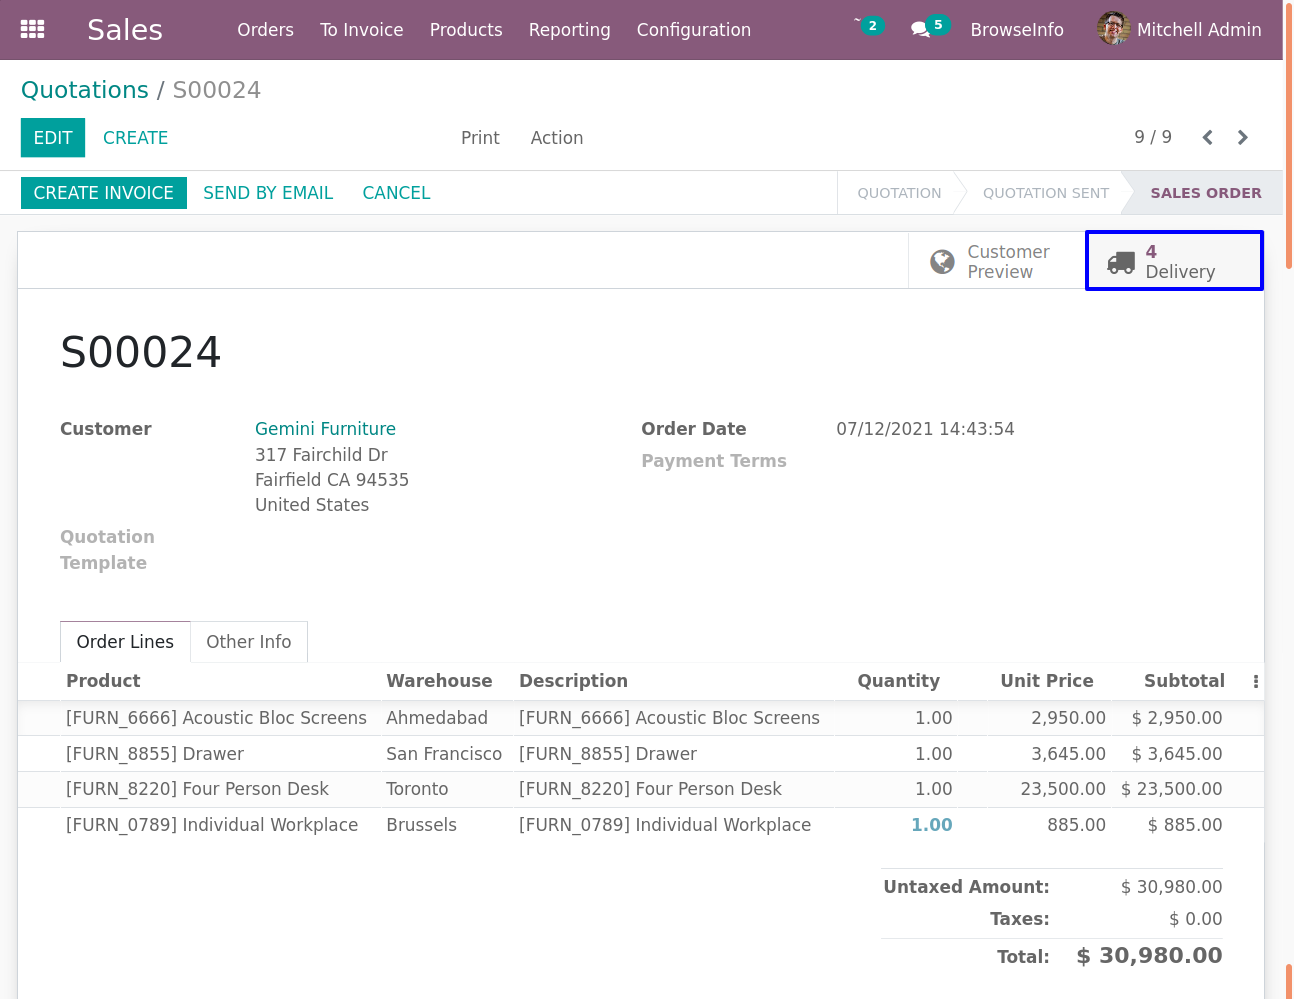 Sales Orders To Invoice Products Reporting Configuration 2 5 BrowseInfo Mitchell Admin
Quotations / S00024
EDIT CREATE Print Action 9 / 9
CREATE INVOICE SEND BY EMAIL CANCEL QUOTATION QUOTATION SENT SALES ORDER
Customer Preview
4 Delivery
S00024
Customer Gemini Furniture
317 Fairchild Dr
Fairfield CA 94535
United States
Order Date 07/12/2021 14:43:54
Payment Terms
Quotation
Template
Order Lines Other Info
Product Warehouse Description Quantity Unit Price Subtotal
[FURN_6666] Acoustic Bloc Screens Ahmedabad [FURN_6666] Acoustic Bloc Screens 1.00 2,950.00 $ 2,950.00
[FURN_8855] Drawer San Francisco [FURN_8855] Drawer 1.00 3,645.00 $ 3,645.00
[FURN_8220] Four Person Desk Toronto [FURN_8220] Four Person Desk 1.00 23,500.00 $ 23,500.00
[FURN_0789] Individual Workplace Brussels [FURN_0789] Individual Workplace 1.00 885.00 $ 885.00
Untaxed Amount: $ 30,980.00
Taxes: $ 0.00
Total: $ 30,980.00